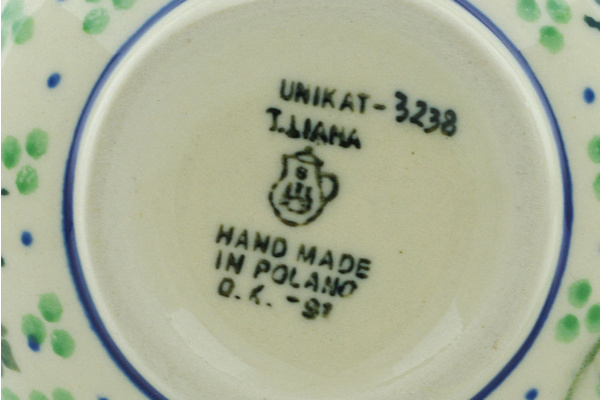 UNIKAT-3238
T.LIANA
HAND MADE
IN POLAND